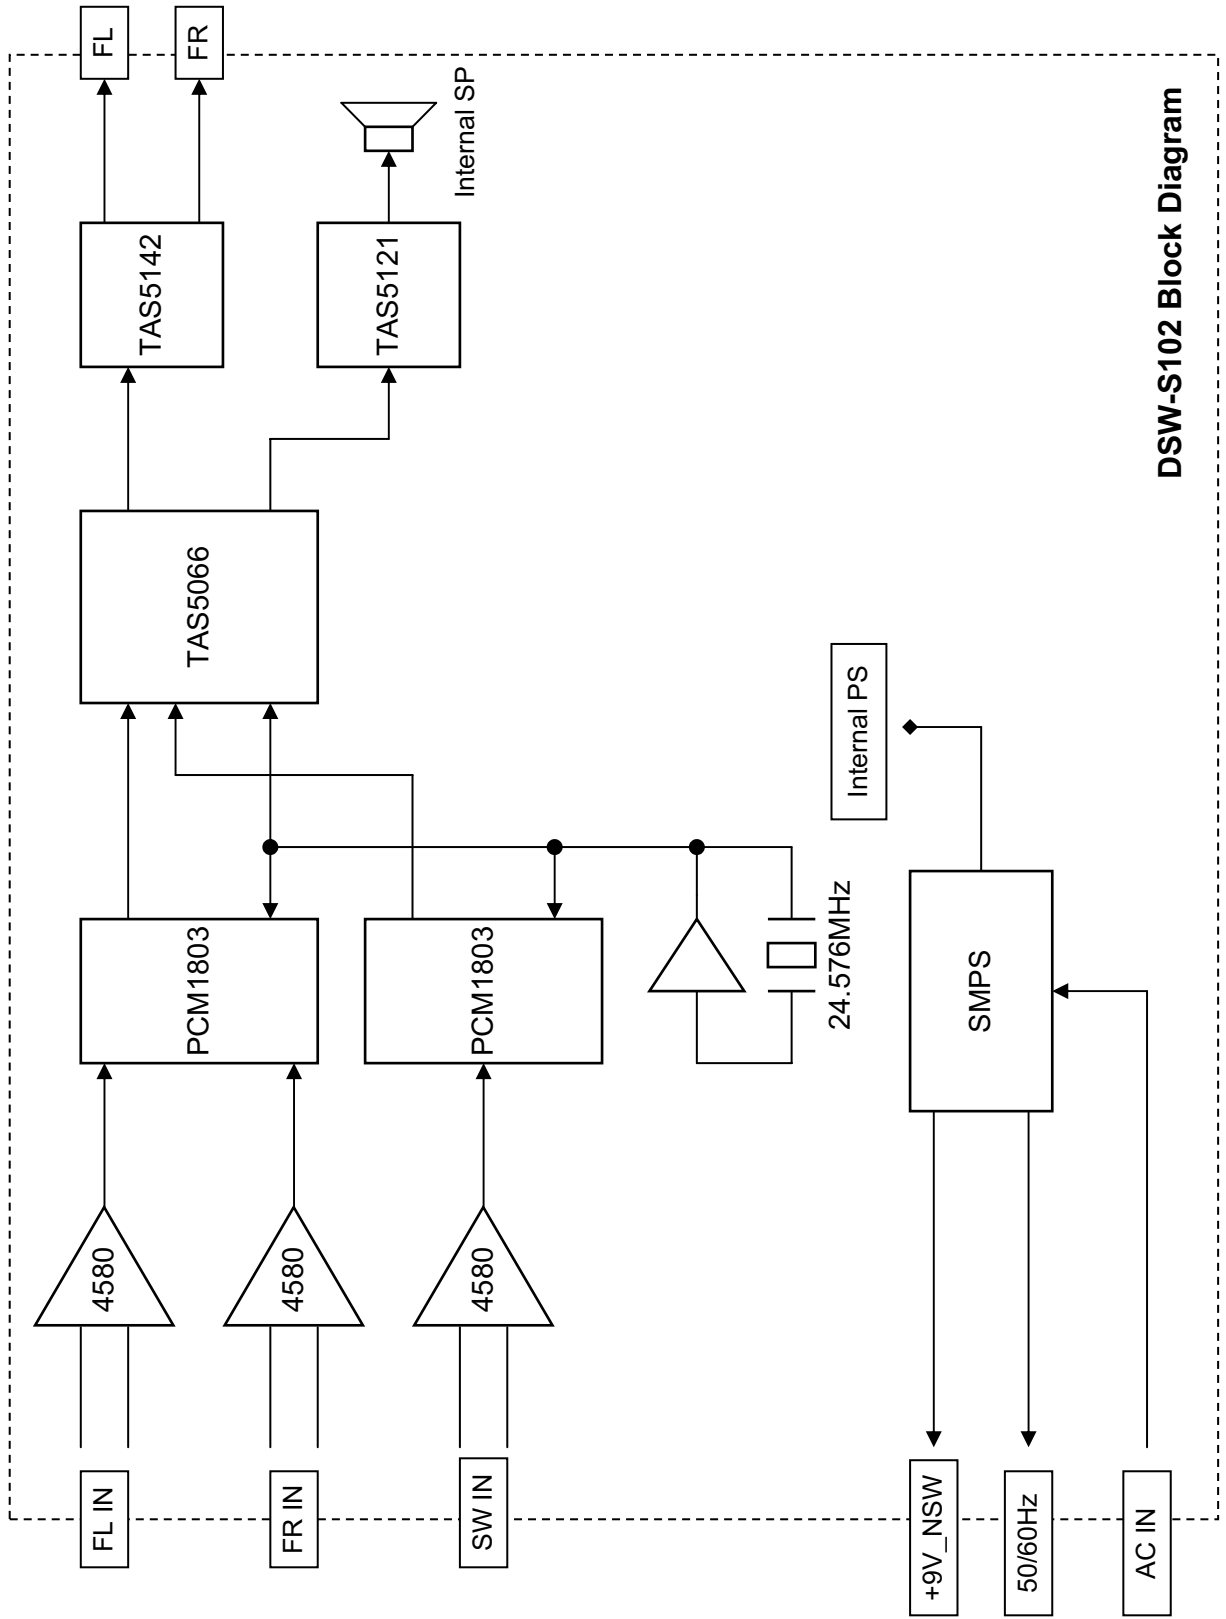 FL IN
4580
PCM1803
TAS5066
TAS5142
FL
FR
FR IN
4580
TAS5121
Internal SP
SW IN
4580
PCM1803
24.576MHz
Internal PS
+9V_NSW
SMPS
50/60Hz
AC IN
DSW-S102 Block Diagram